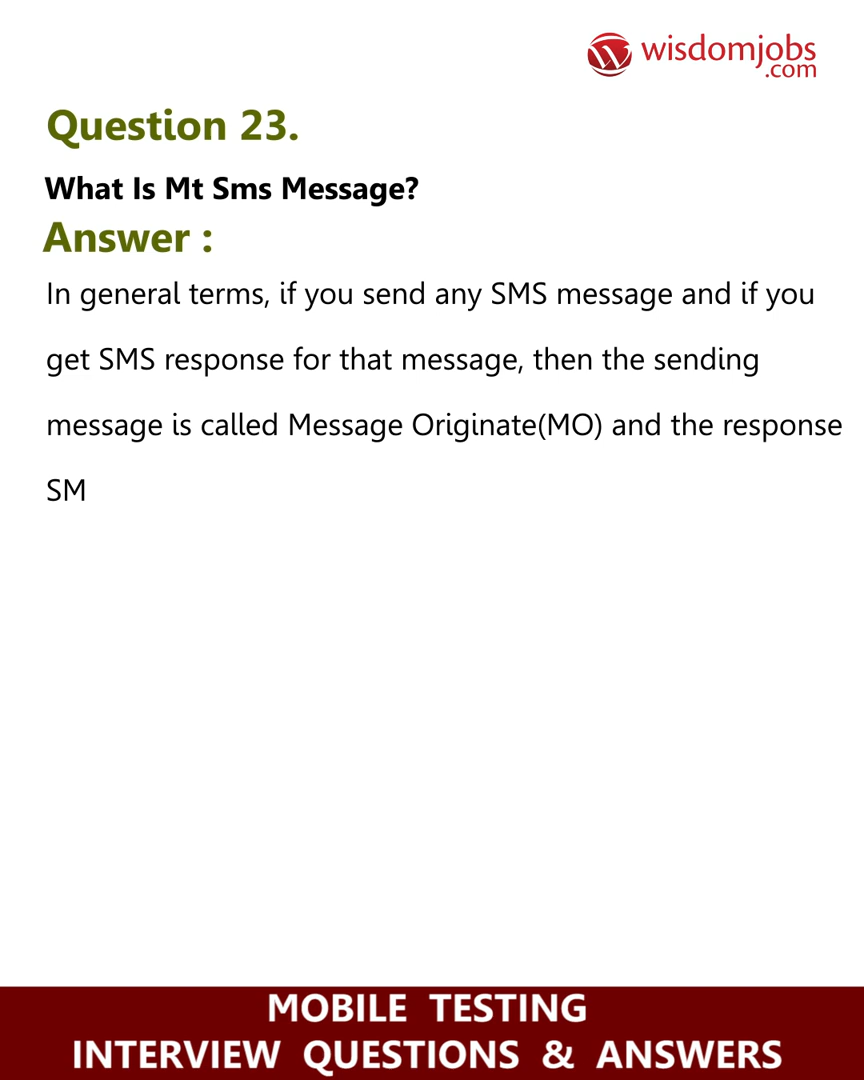 wisdomjobs
.com
Question 23.
What Is Mt Sms Message?
Answer :
In general terms, if you send any SMS message and if you
get SMS response for that message, then the sending
message is called Message Originate(MO) and the response
SM
MOBILE TESTING
INTERVIEW QUESTIONS & ANSWERS